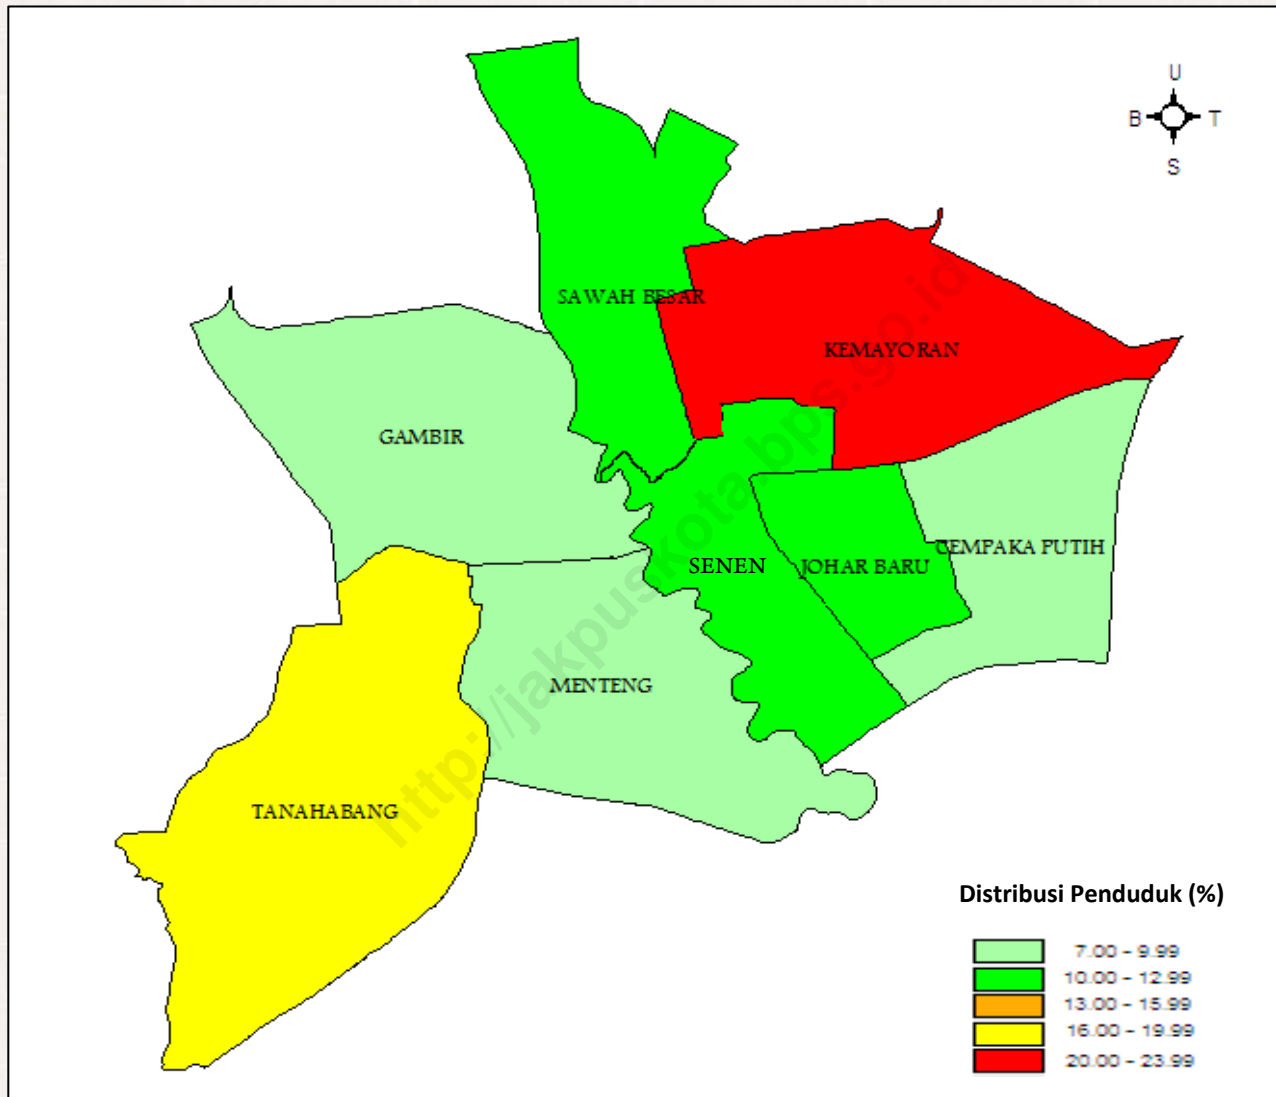 U
B T
S
SAWAH BESAR
KEMAYORAN
GAMBIR
CEMPAKA PUTIH
SENEN
JOHAR BARU
MENTENG
TANAHABANG
http://jakpuskota.bps.go.id
Distribusi Penduduk (%)
7.00 - 9.99
10.00 - 12.99
13.00 - 15.99
16.00 - 19.99
20.00 - 23.99